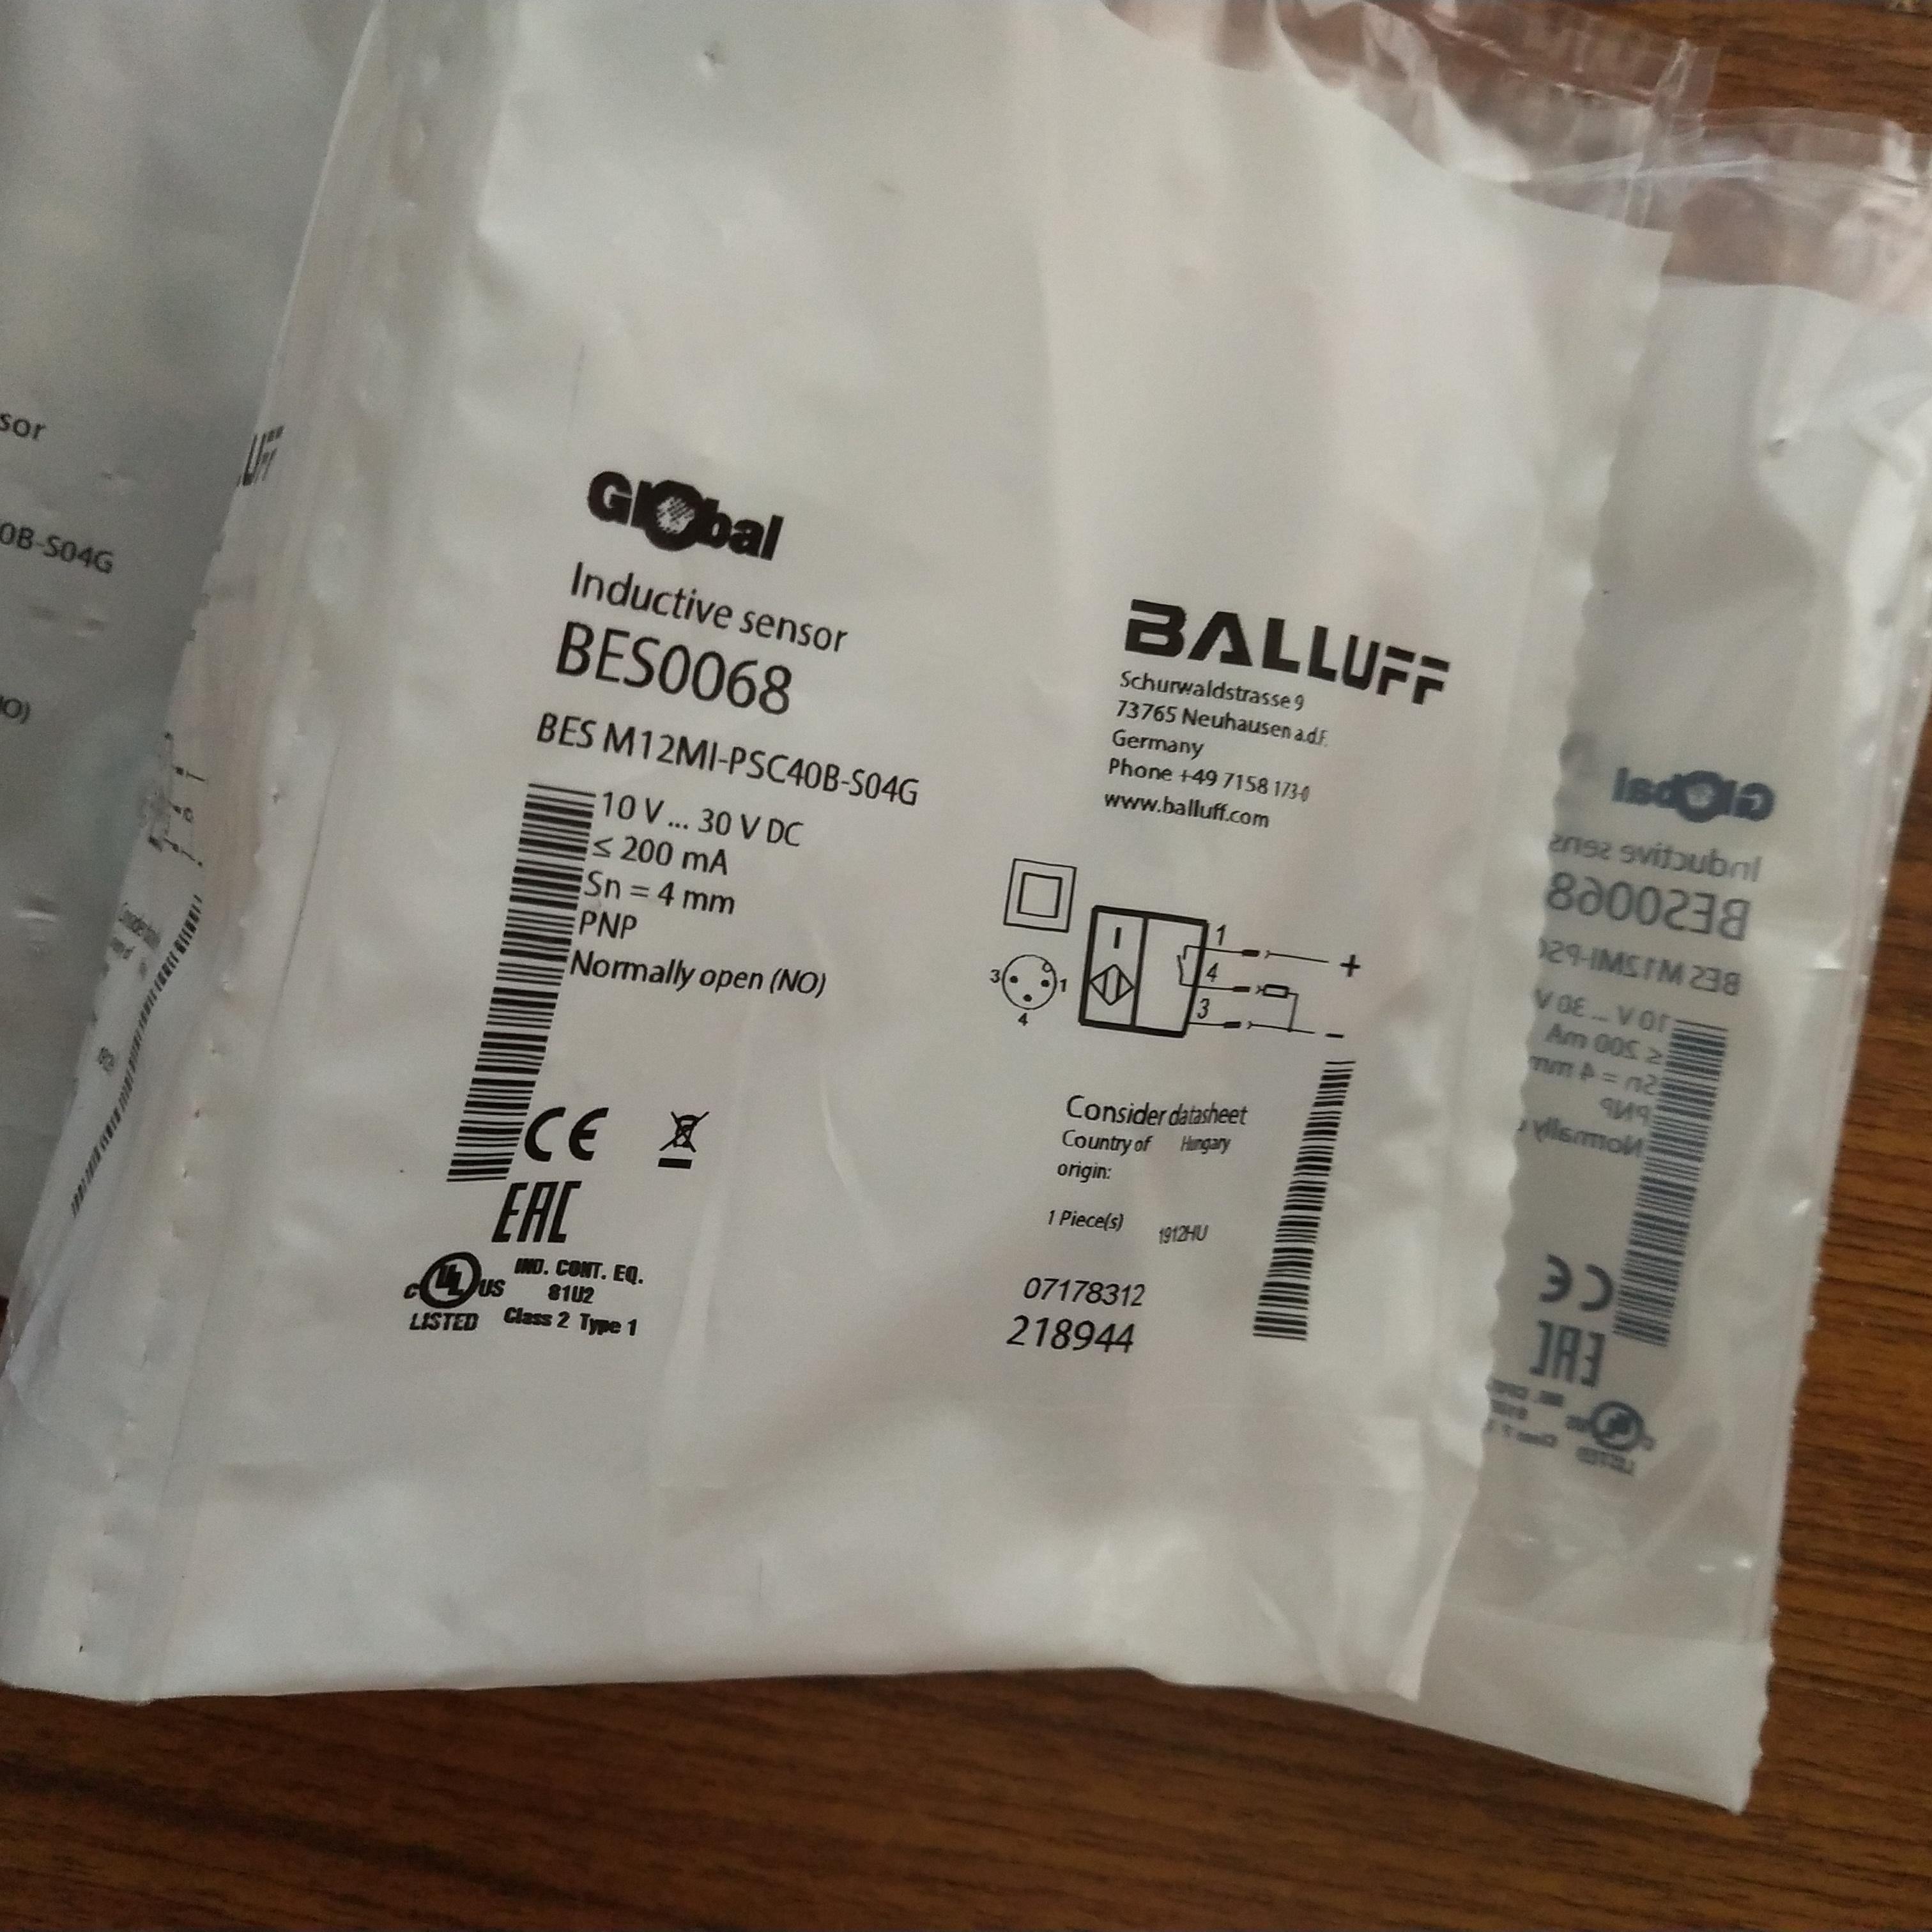 Global
Inductive sensor
BES0068
BES M12MI-PSC40B-S04G
10 V ... 30 V DC
≤ 200 mA
Sn = 4 mm
PNP
Normally open (NO)
CE
EAC
c UL US
LISTED
IND. CONT. EQ.
81U2
Class 2 Type 1
BALLUFF
Schurwaldstrasse 9
73765 Neuhausen a.d.F.
Germany
Phone +49 7158 173-0
www.balluff.com
1
4
3
+
-
3
1
4
Consider datasheet
Country of origin: Hungary
1 Piece(s) 1912HU
07178312
218944
sor
0B-S04G
O)
LUFF
Global
Inductive sens
BES0068
BES M12MI-PSC
10 V ... 30 V
≤ 200 mA
Sn = 4 mm
PNP
Normally
CE
EAC
LISTED